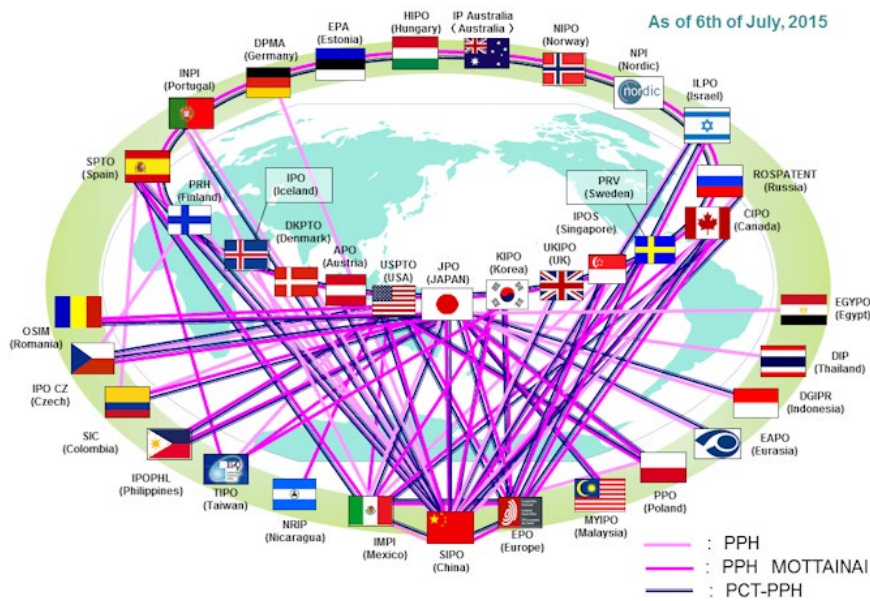 As of 6th of July, 2015
HIPO
(Hungary)
IP Australia
(Australia)
EPA
(Estonia)
NIPO
(Norway)
DPMA
(Germany)
NPI
(Nordic)
INPI
(Portugal)
nordic
ILPO
(Israel)
SPTO
(Spain)
PRH
(Finland)
IPO
(Iceland)
PRV
(Sweden)
ROSPATENT
(Russia)
CIPO
(Canada)
DKPTO
(Denmark)
IPOS
(Singapore)
APO
(Austria)
USPTO
(USA)
JPO
(JAPAN)
KIPO
(Korea)
UKIPO
(UK)
EGYPO
(Egypt)
OSIM
(Romania)
DIP
(Thailand)
IPO CZ
(Czech)
DGIPR
(Indonesia)
SIC
(Colombia)
EAPO
(Eurasia)
IPOPHL
(Philippines)
TIPO
(Taiwan)
PPO
(Poland)
NRIP
(Nicaragua)
MYIPO
(Malaysia)
IMPI
(Mexico)
SIPO
(China)
EPO
(Europe)
: PPH
: PPH MOTTAINAI
: PCT-PPH